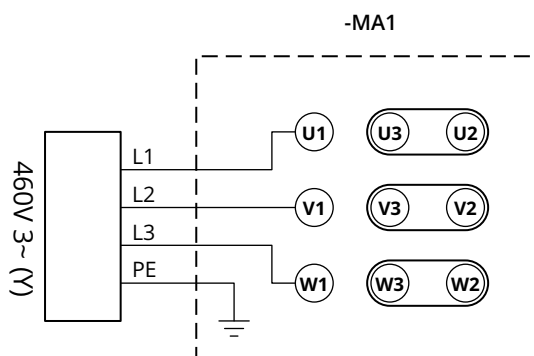 -MA1
460V 3~ (Y)
L1
L2
L3
PE
U1 U3 U2
V1 V3 V2
W1 W3 W2